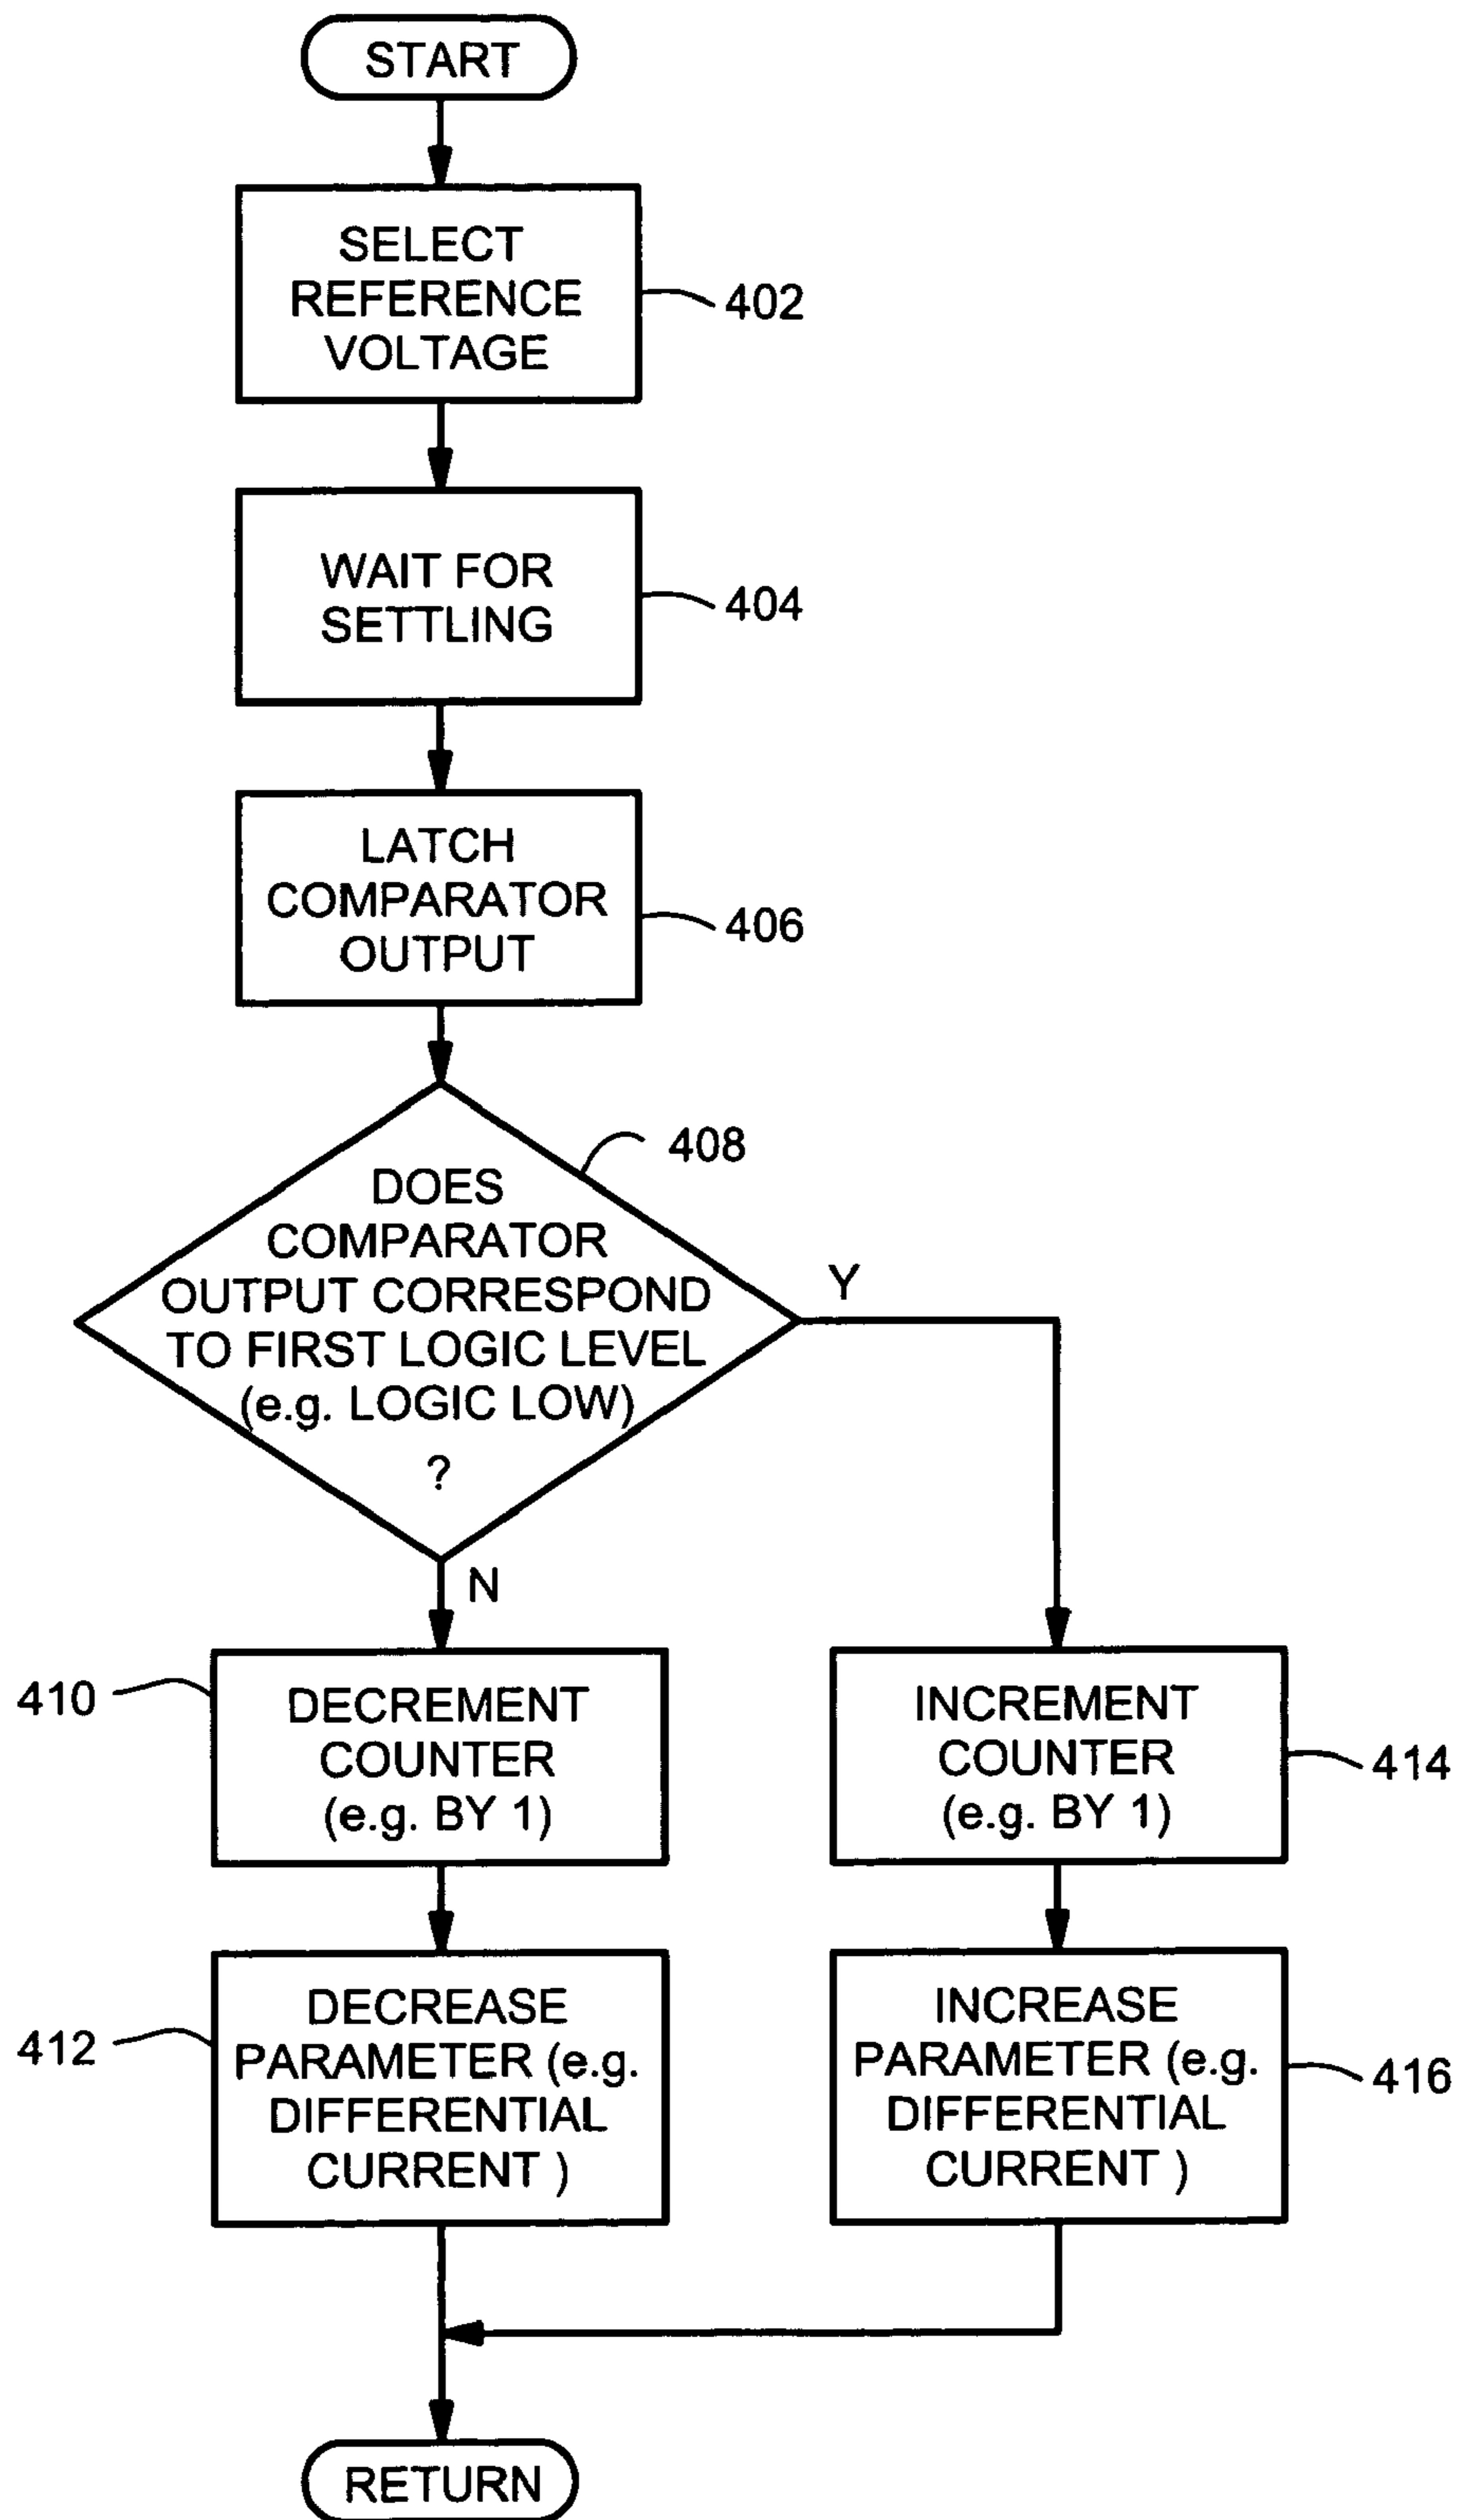 START
SELECT
REFERENCE
VOLTAGE
402
WAIT FOR
SETTLING
404
LATCH
COMPARATOR
OUTPUT
406
408
DOES
COMPARATOR
OUTPUT CORRESPOND
TO FIRST LOGIC LEVEL
(e.g. LOGIC LOW)
?
Y
N
410
DECREMENT
COUNTER
(e.g. BY 1)
INCREMENT
COUNTER
(e.g. BY 1)
414
412
DECREASE
PARAMETER (e.g.
DIFFERENTIAL
CURRENT )
INCREASE
PARAMETER (e.g.
DIFFERENTIAL
CURRENT )
416
RETURN